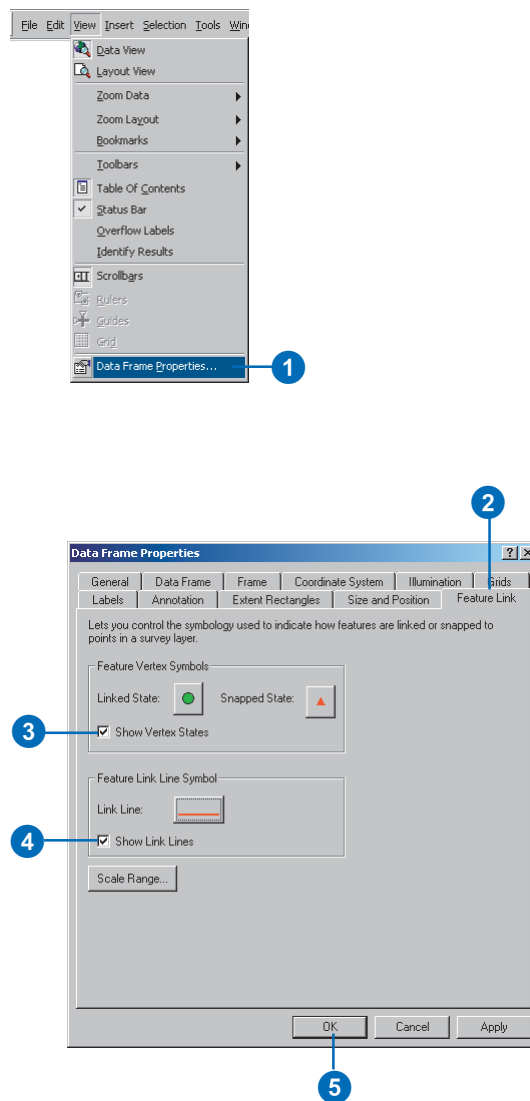 File Edit View Insert Selection Tools
Data View
Layout View
Zoom Data
Zoom Layout
Bookmarks
Toolbars
Table Of Contents
Status Bar
Overflow Labels
Identify Results
Scrollbars
Rulers
Guides
Grid
Data Frame Properties...
1
2
Data Frame Properties
General Data Frame Frame Coordinate System Illumination Grids
Labels Annotation Extent Rectangles Size and Position Feature Link
Lets you control the symbology used to indicate how features are linked or snapped to
points in a survey layer.
Feature Vertex Symbols
Linked State: Snapped State:
3
Show Vertex States
Feature Link Line Symbol
Link Line:
4
Show Link Lines
Scale Range...
OK Cancel Apply
5